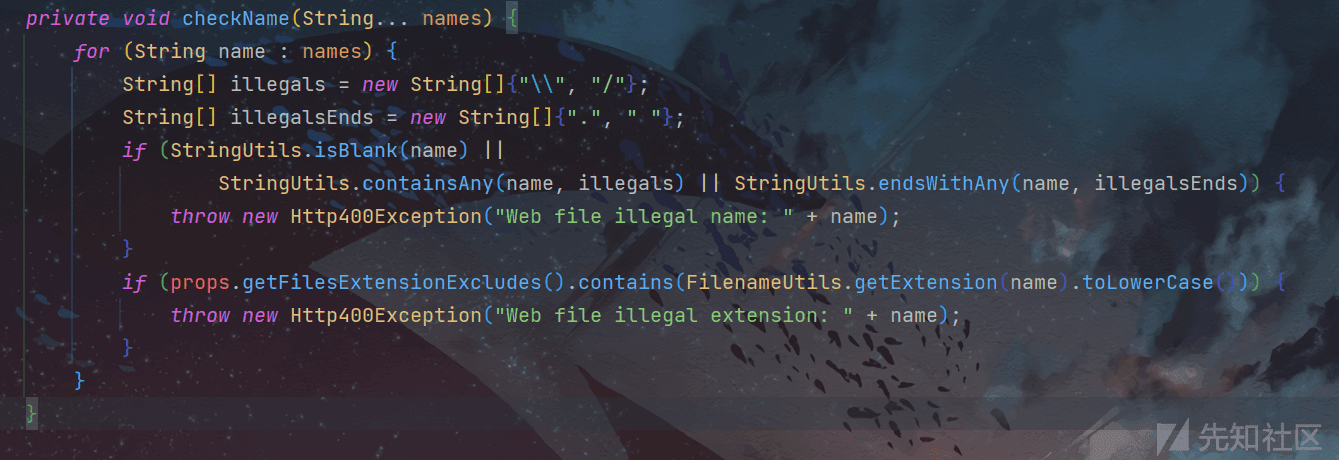 private void checkName(String... names) {
    for (String name : names) {
        String[] illegals = new String[]{"\\", "/"};
        String[] illegalsEnds = new String[]{".", " "};
        if (StringUtils.isBlank(name) ||
                StringUtils.containsAny(name, illegals) || StringUtils.endsWithAny(name, illegalsEnds)) {
            throw new Http400Exception("Web file illegal name: " + name);
        }
        if (props.getFilesExtensionExcludes().contains(FilenameUtils.getExtension(name).toLowerCase())) {
            throw new Http400Exception("Web file illegal extension: " + name);
        }
    }
}
先知社区